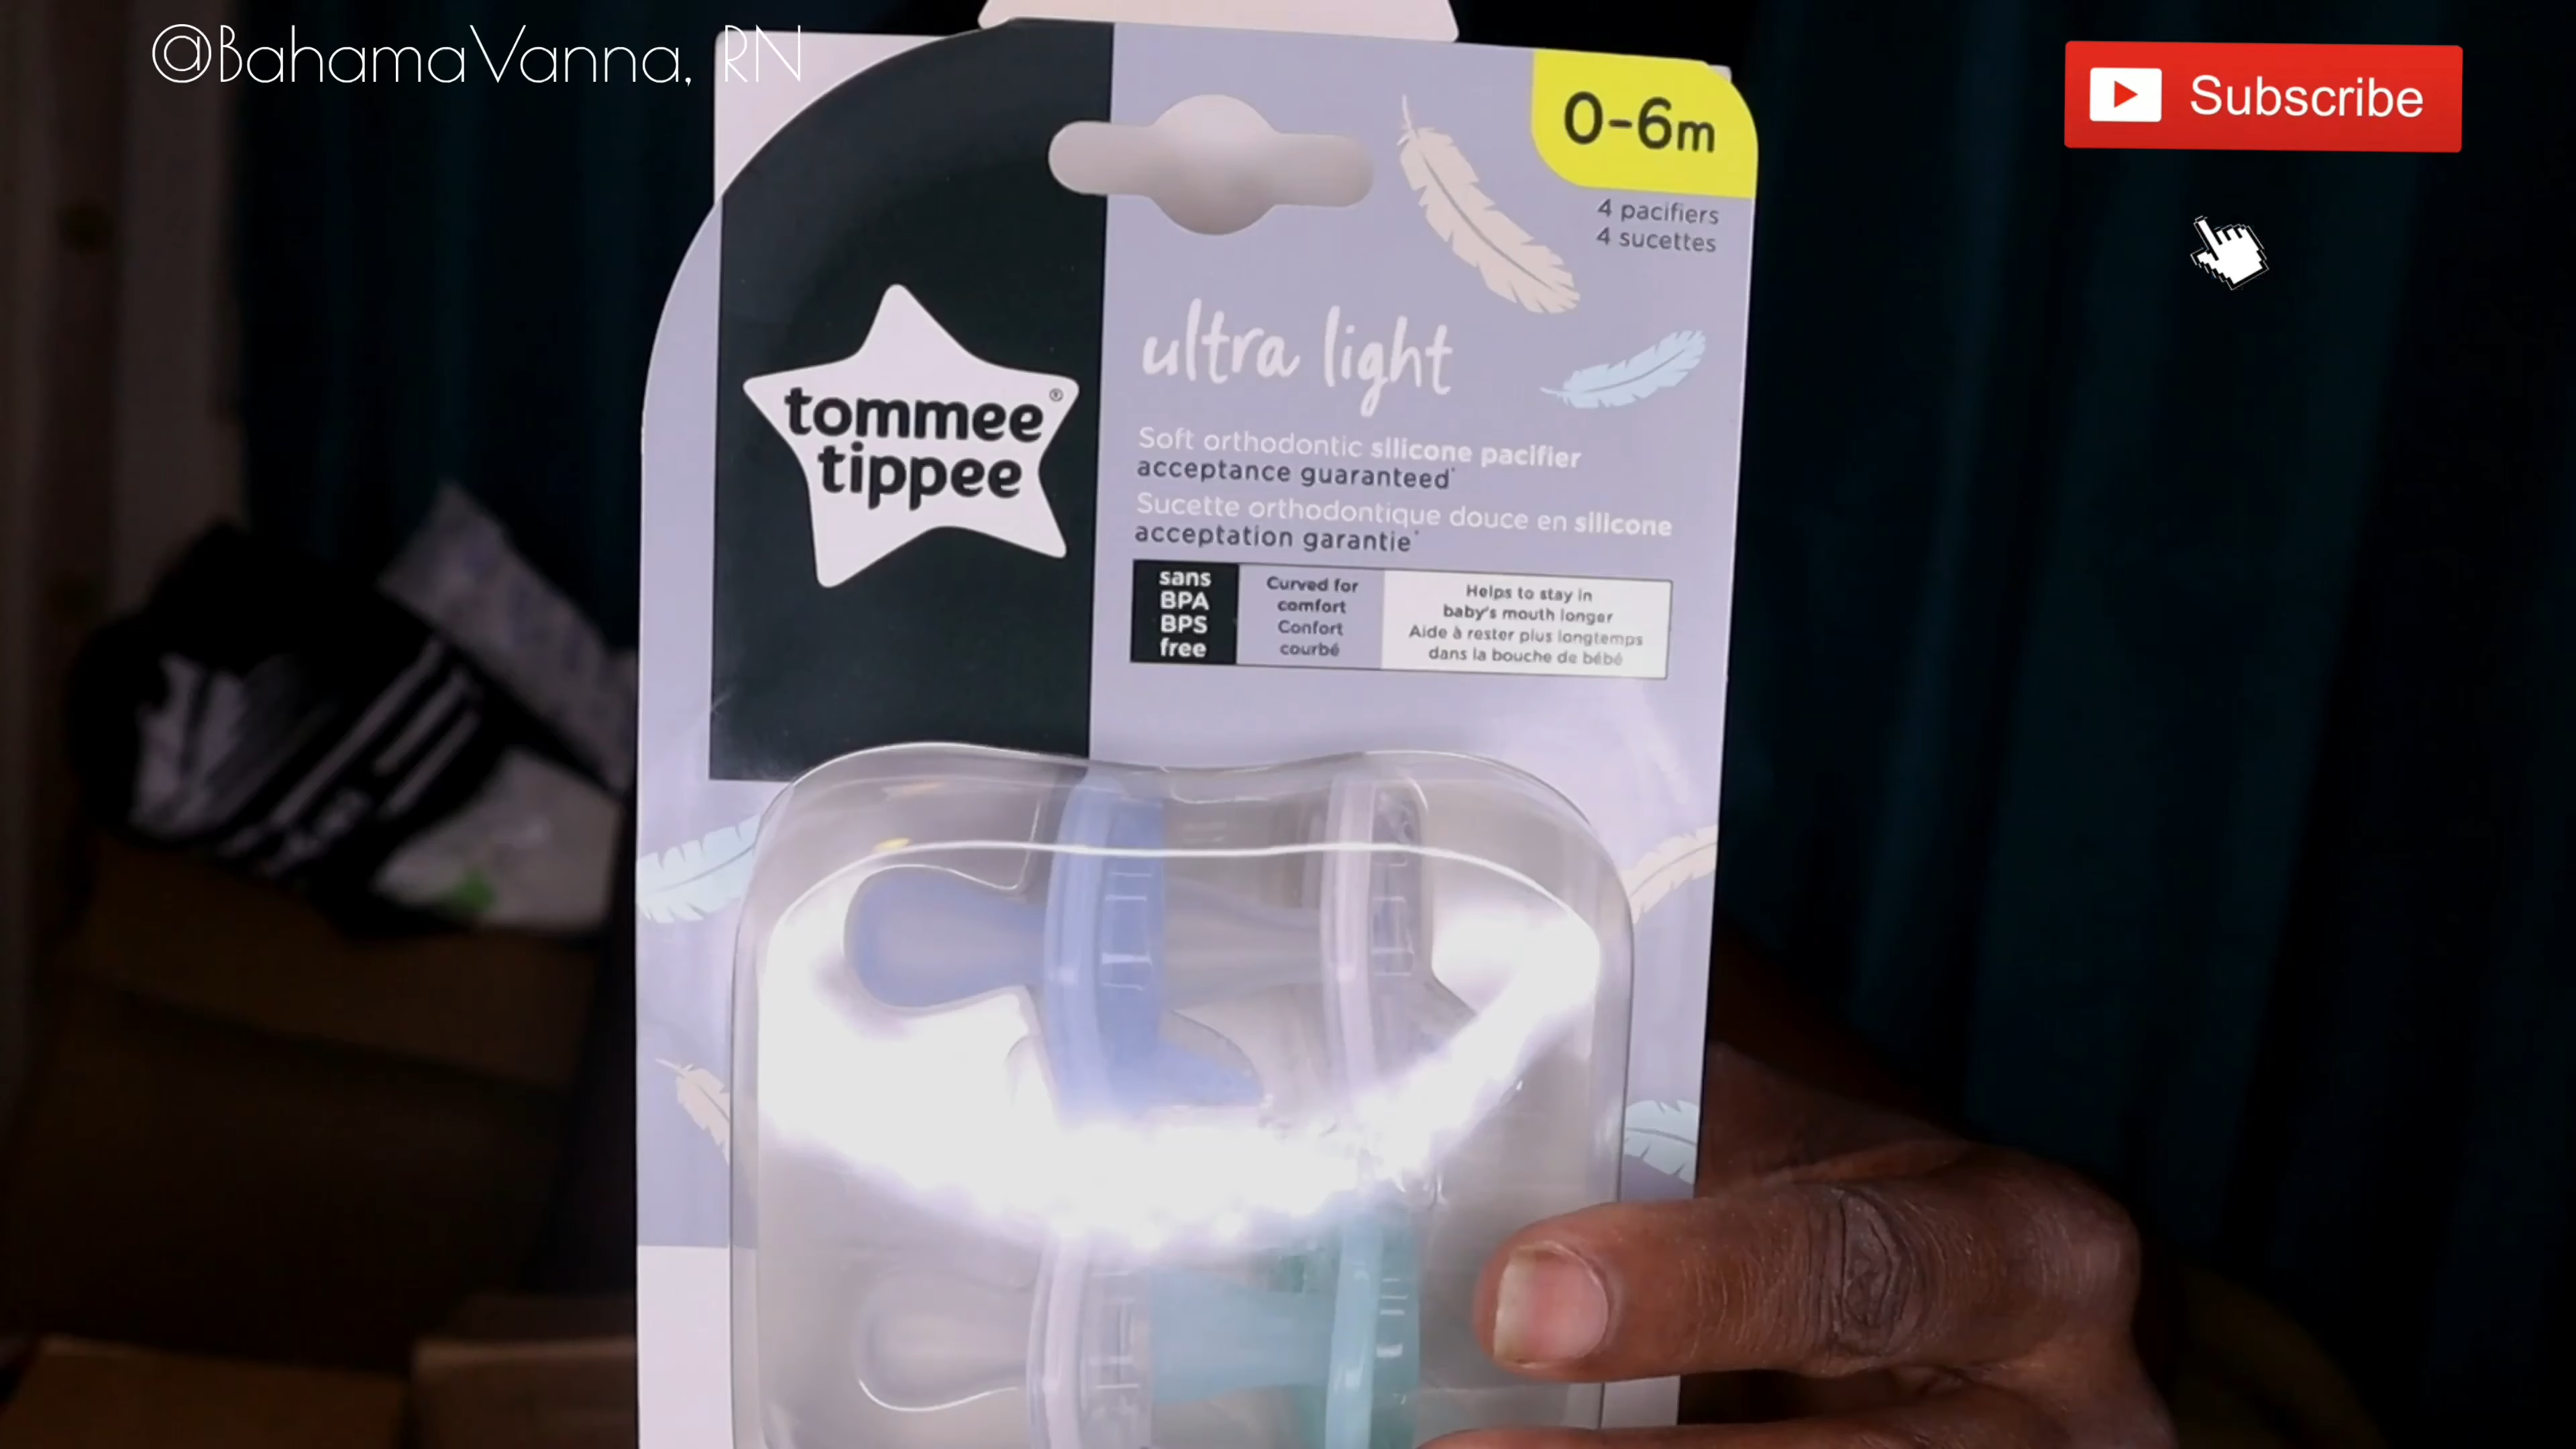 @BahamaVanna, RN
Subscribe
0-6m
4 pacifiers
4 sucettes
tommee®
tippee
ultra light
Soft orthodontic silicone pacifier
acceptance guaranteed*
Sucette orthodontique douce en silicone
acceptation garantie*
sans
BPA
BPS
free
Curved for
comfort
Confort
courbé
Helps to stay in
baby's mouth longer
Aide à rester plus longtemps
dans la bouche de bébé